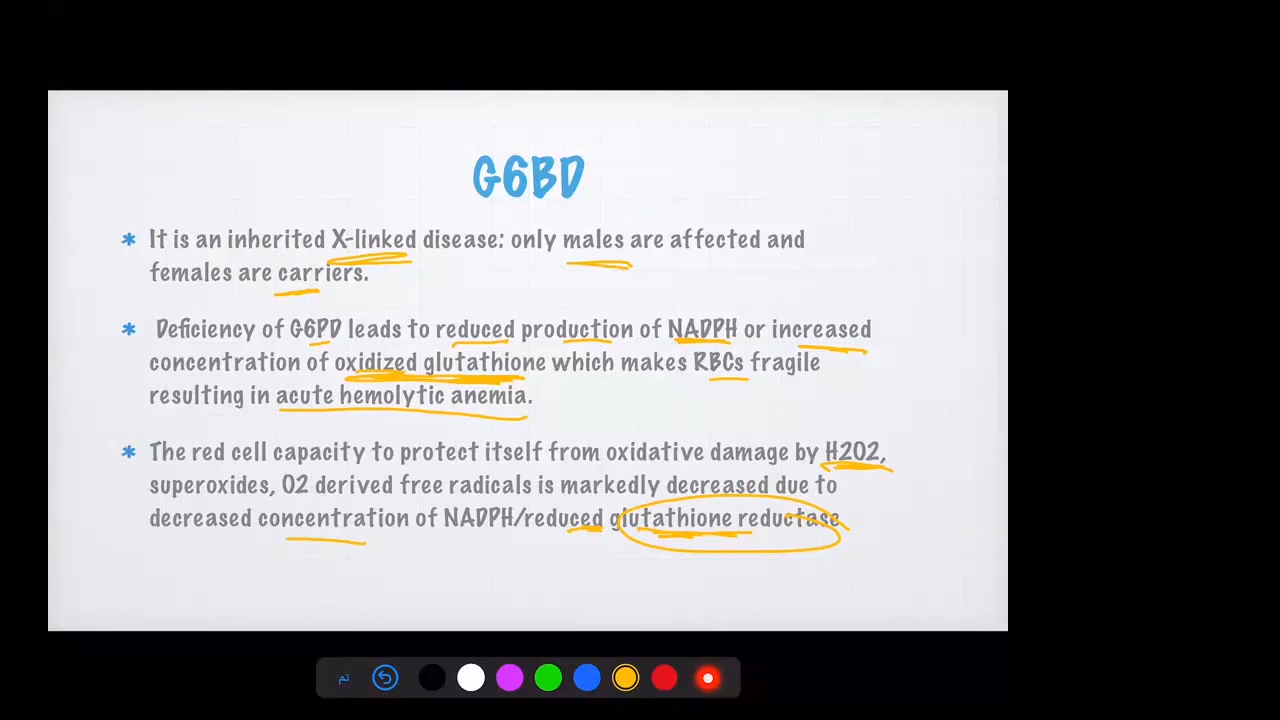 G6BD
* It is an inherited X-linked disease: only males are affected and
females are carriers.
* Deficiency of G6PD leads to reduced production of NADPH or increased
concentration of oxidized glutathione which makes RBCs fragile
resulting in acute hemolytic anemia.
* The red cell capacity to protect itself from oxidative damage by H2O2,
superoxides, O2 derived free radicals is markedly decreased due to
decreased concentration of NADPH/reduced glutathione reductase
تم